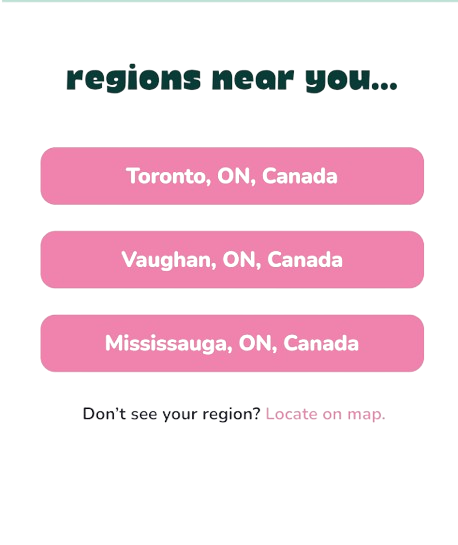 regions near you...
Toronto, ON, Canada
Vaughan, ON, Canada
Mississauga, ON, Canada
Don't see your region? Locate on map.